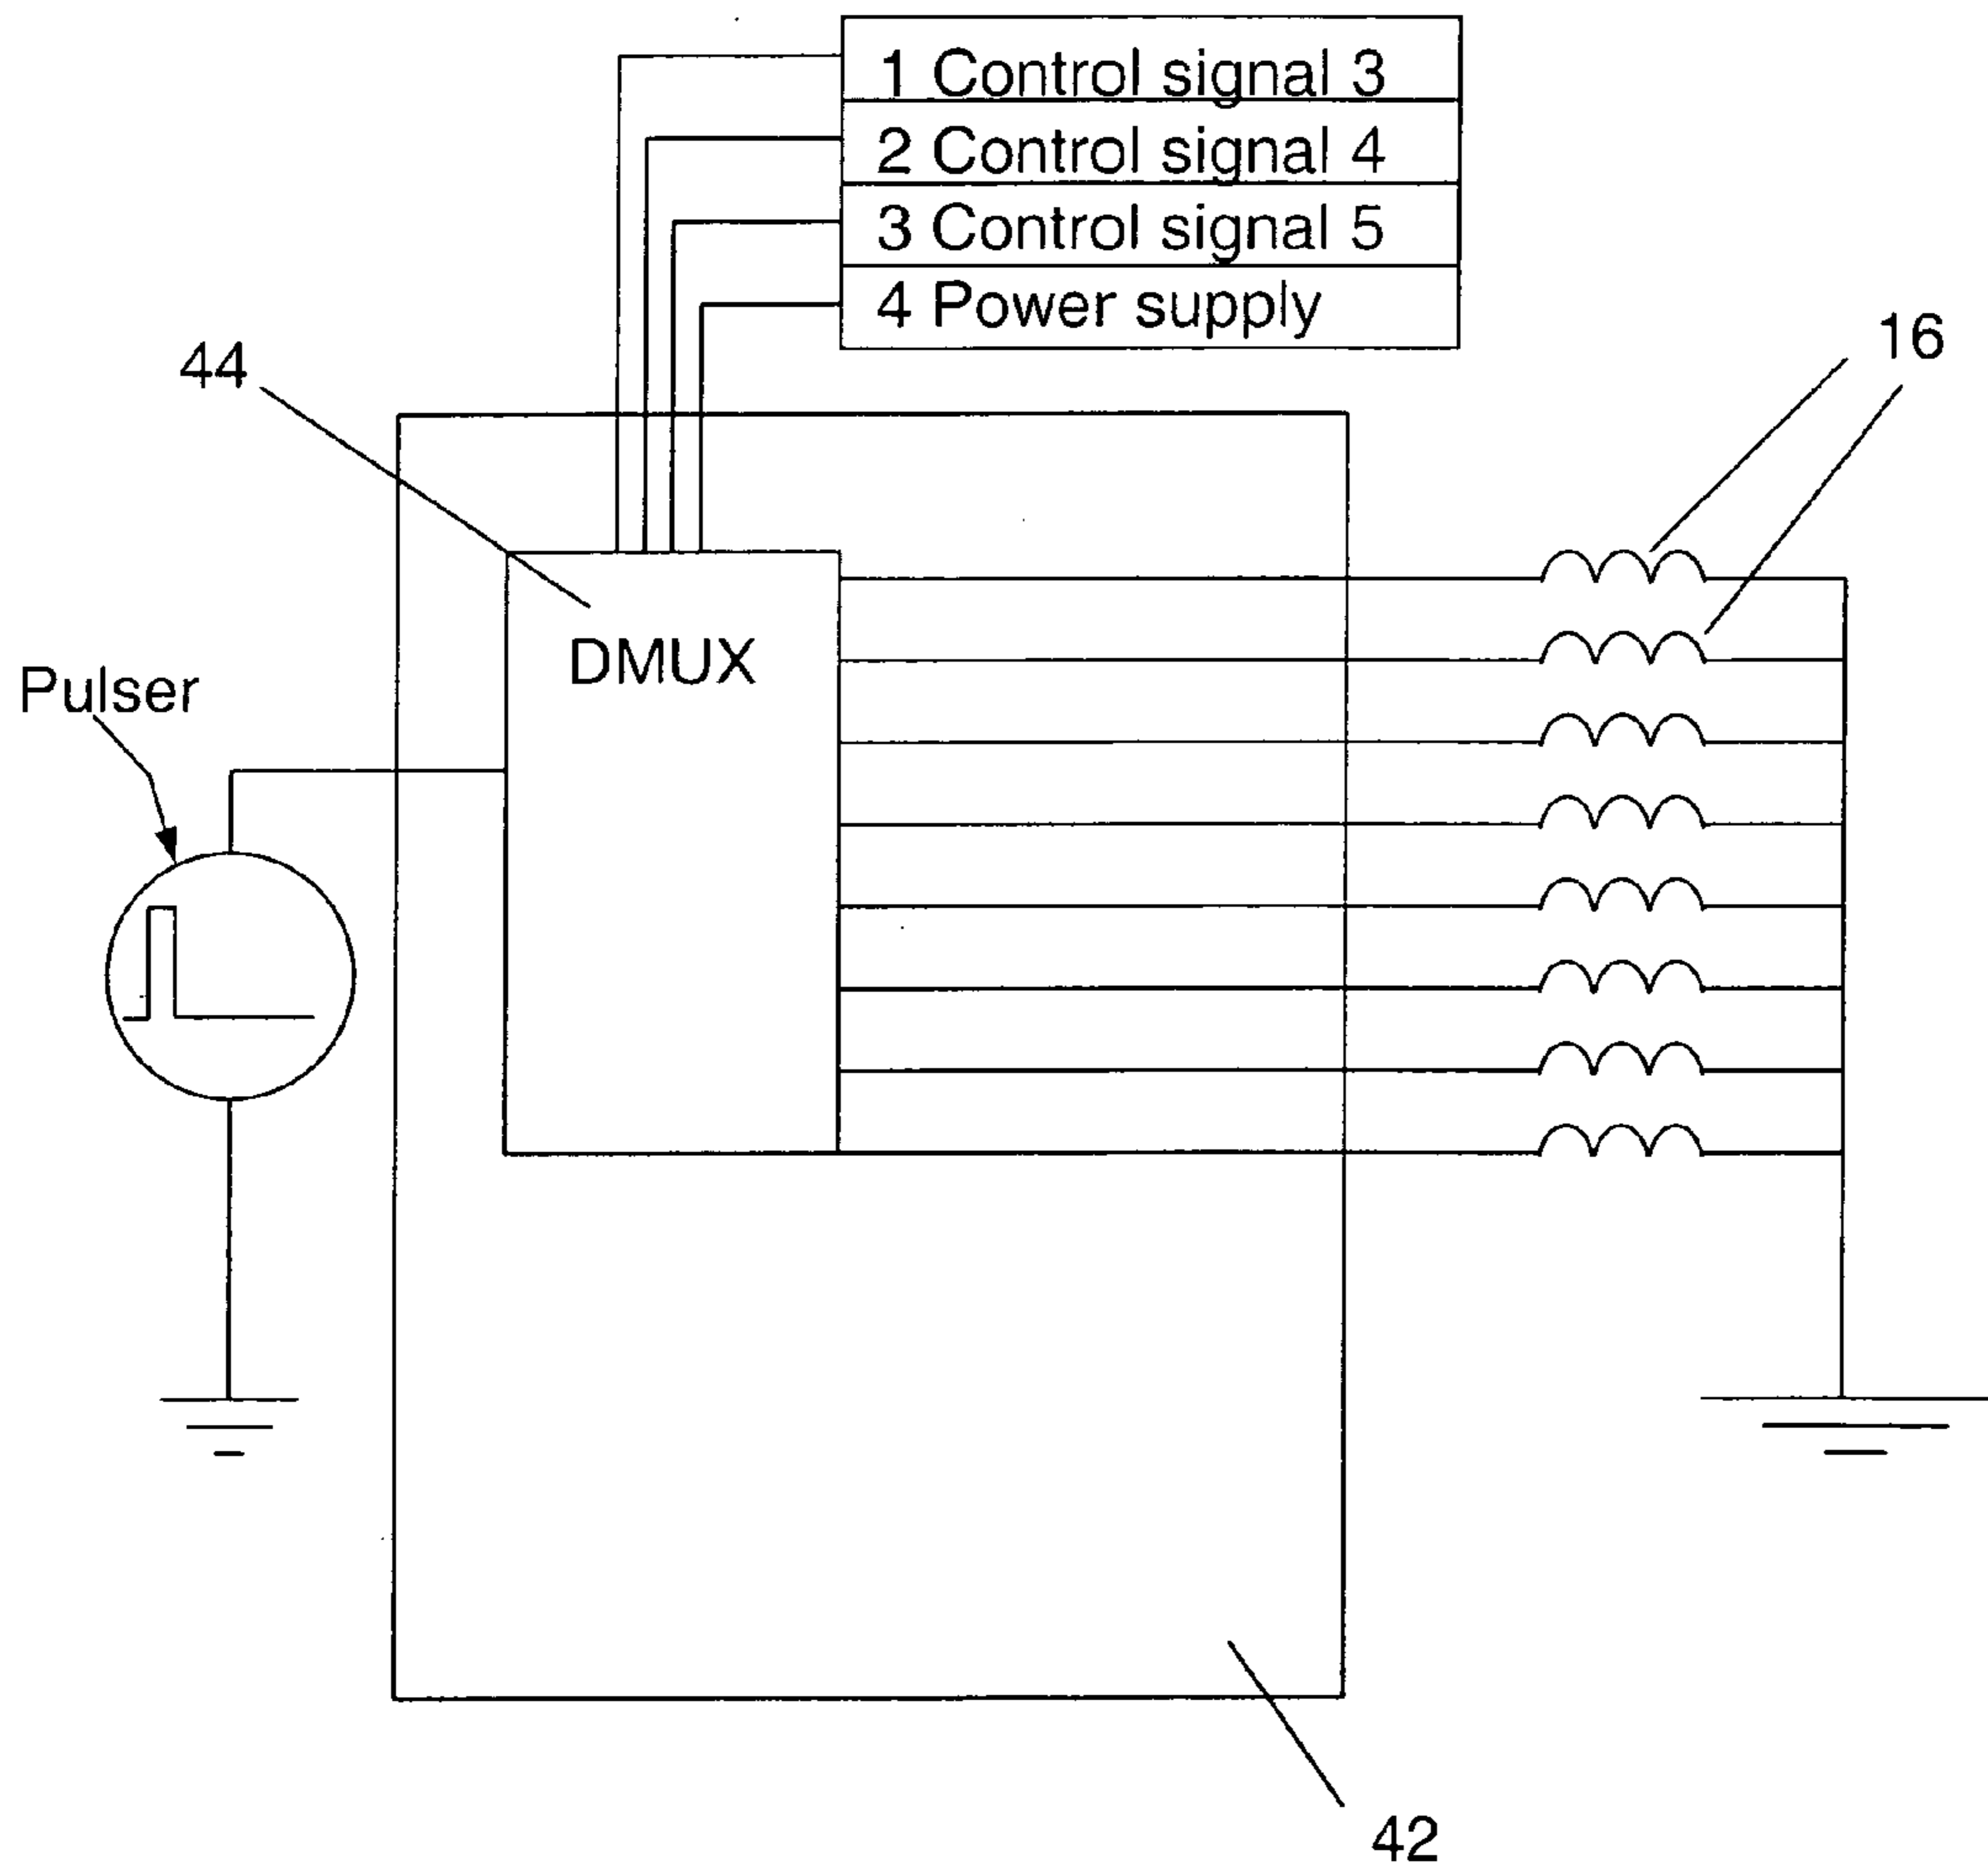 1 Control signal 3
2 Control signal 4
3 Control signal 5
4 Power supply
16
44
DMUX
Pulser
42